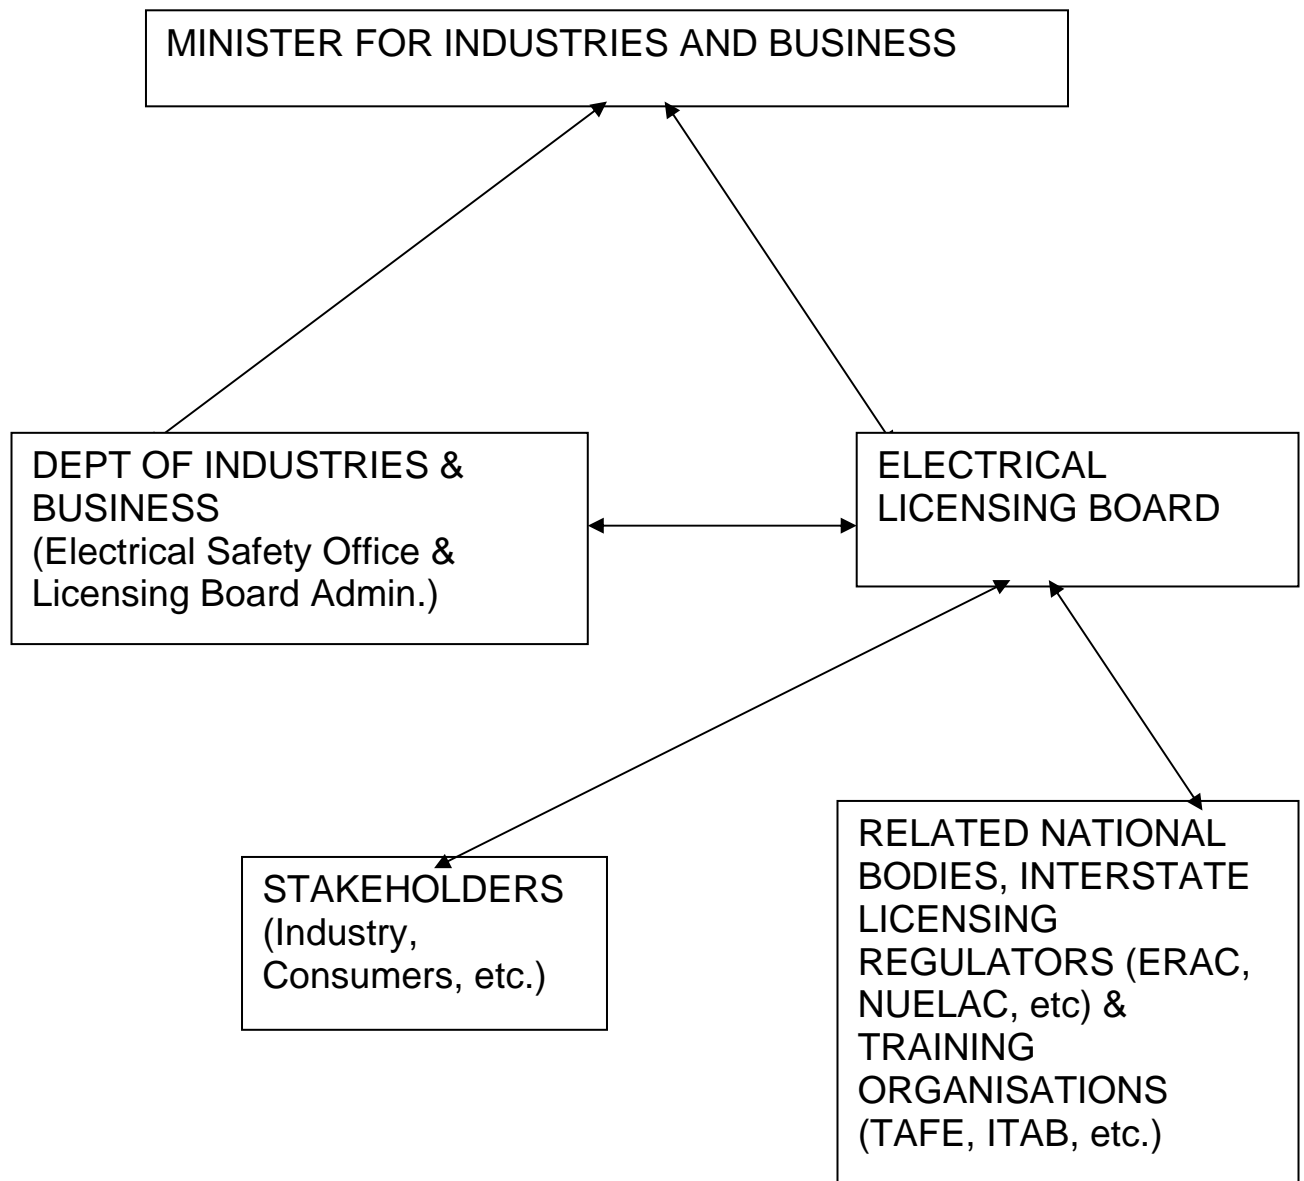 MINISTER FOR INDUSTRIES AND BUSINESS
DEPT OF INDUSTRIES &
BUSINESS
(Electrical Safety Office &
Licensing Board Admin.)
ELECTRICAL
LICENSING BOARD
STAKEHOLDERS
(Industry,
Consumers, etc.)
RELATED NATIONAL
BODIES, INTERSTATE
LICENSING
REGULATORS (ERAC,
NUELAC, etc) &
TRAINING
ORGANISATIONS
(TAFE, ITAB, etc.)